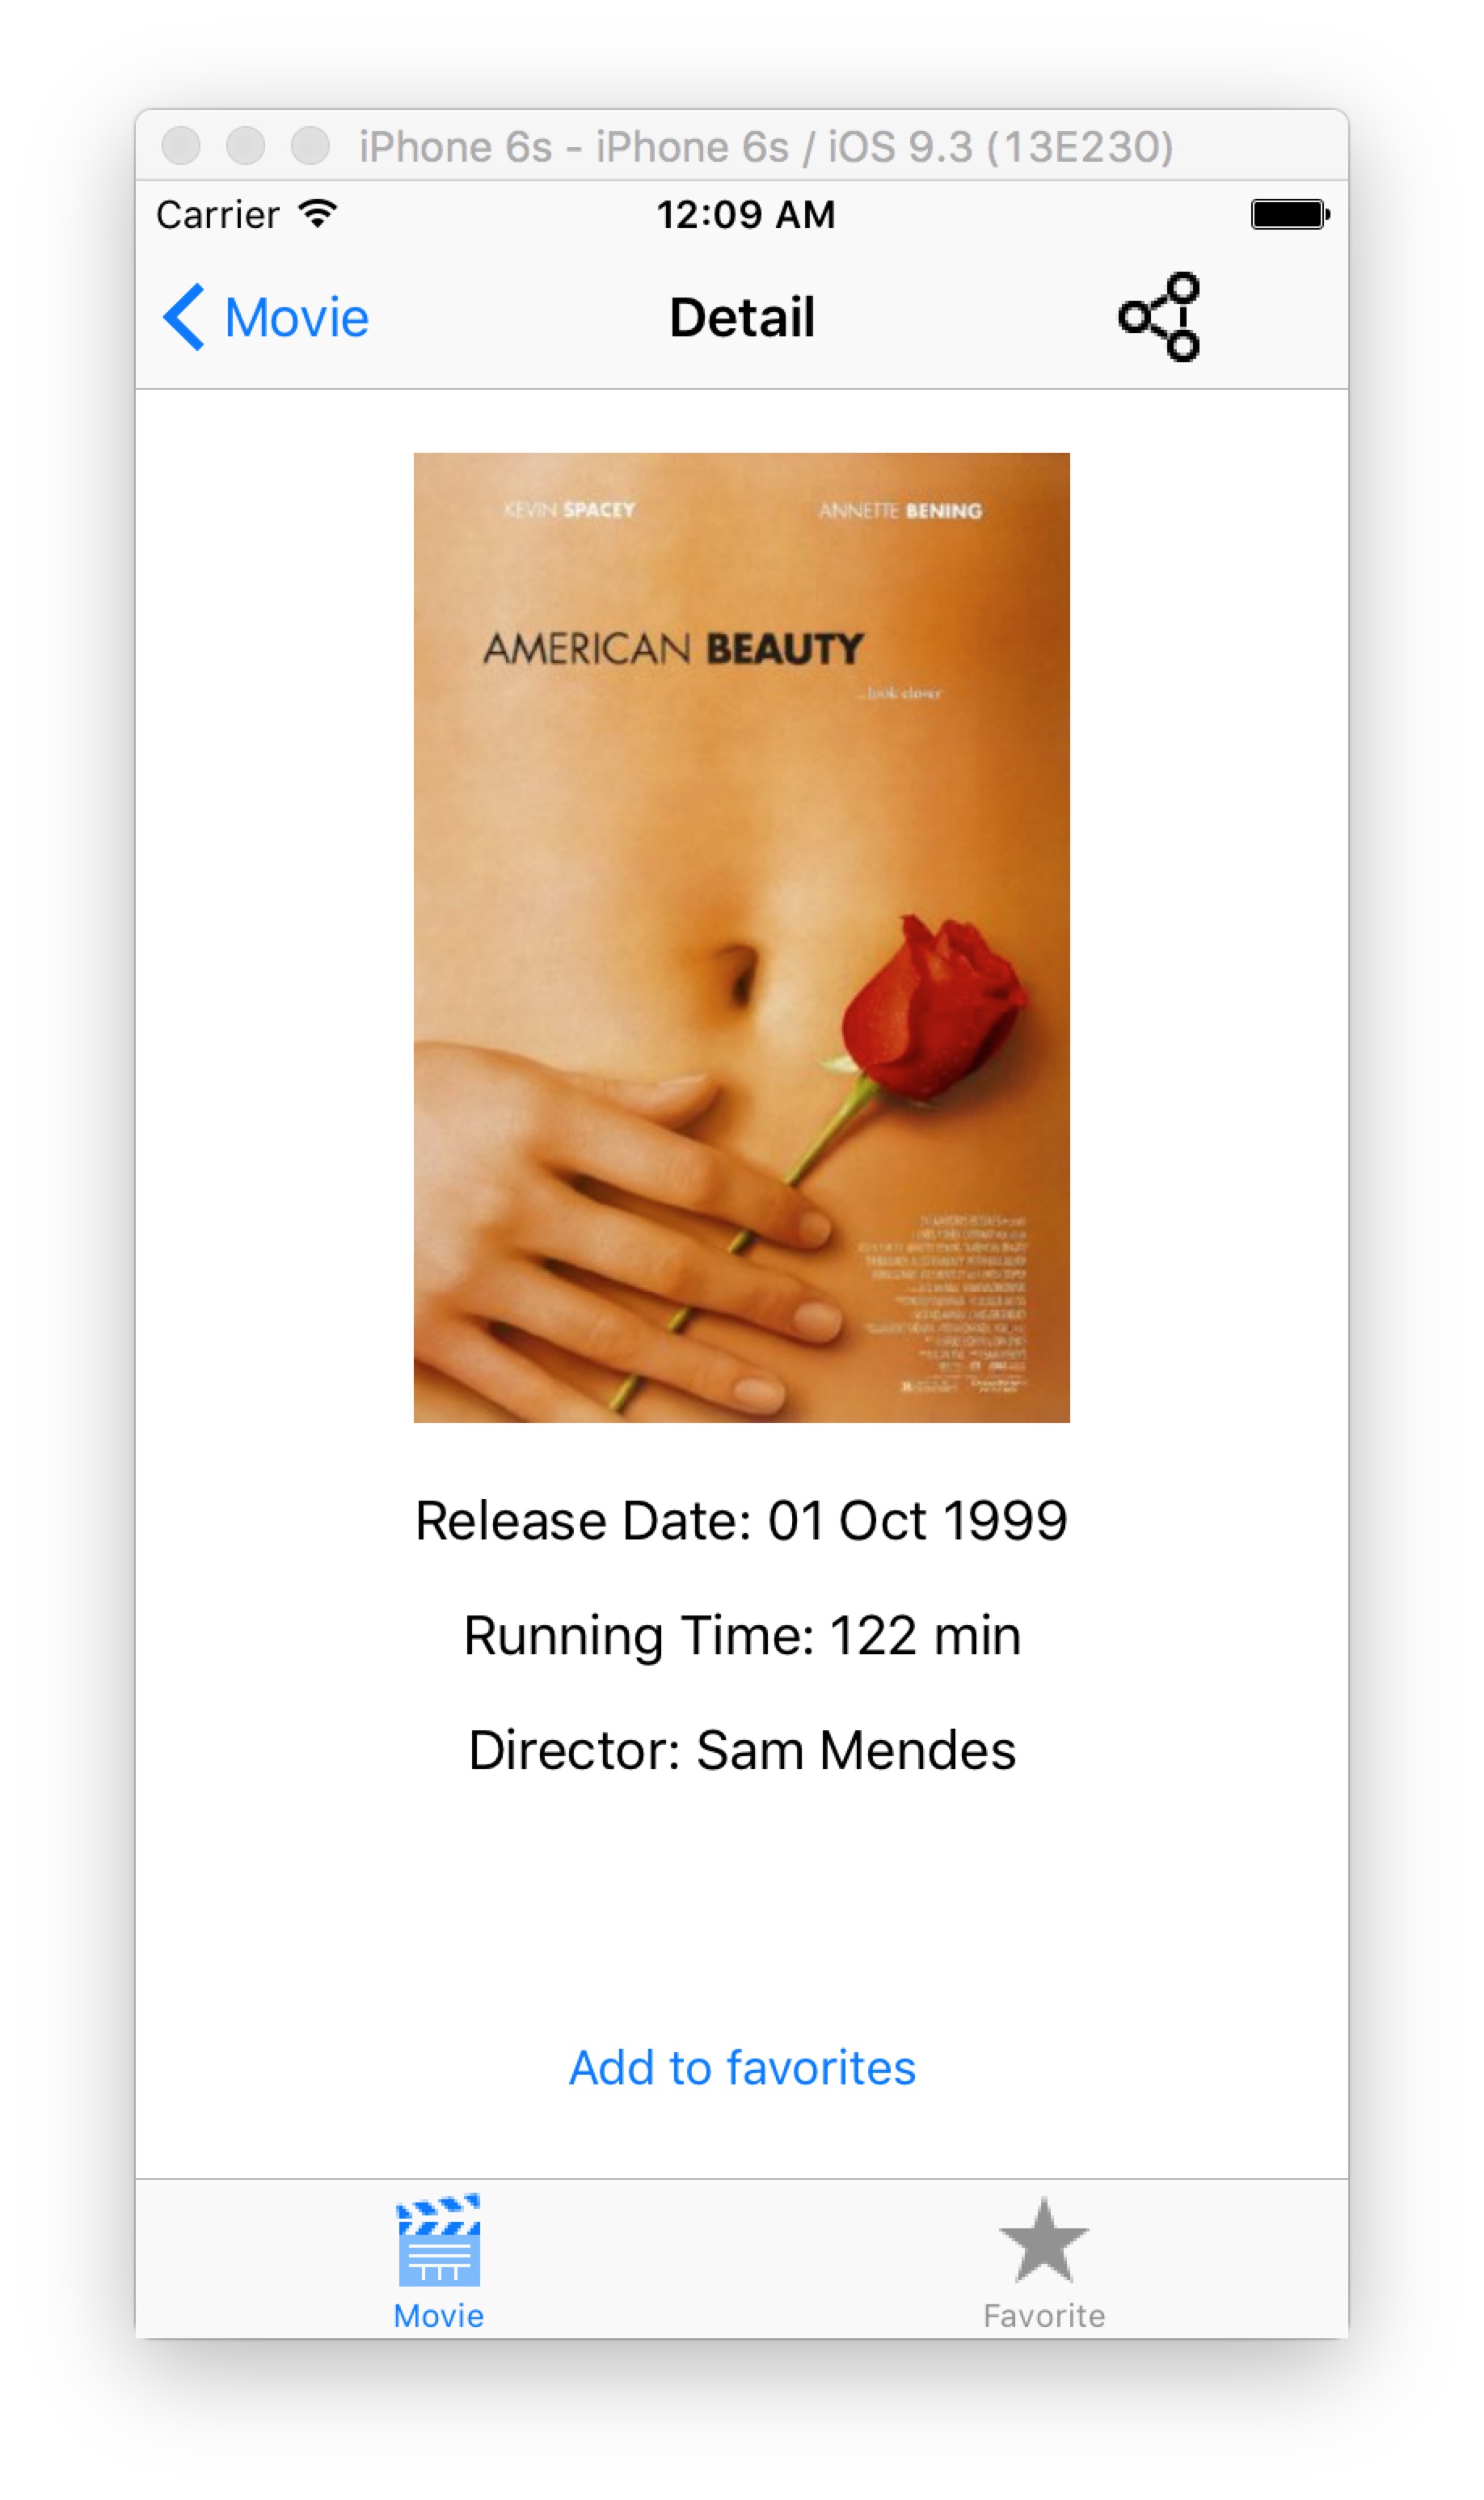 iPhone 6s - iPhone 6s / iOS 9.3 (13E230)
Carrier 12:09 AM
Movie Detail
KEVIN SPACEY ANNETTE BENING
AMERICAN BEAUTY
...look closer
Release Date: 01 Oct 1999
Running Time: 122 min
Director: Sam Mendes
Add to favorites
Movie Favorite